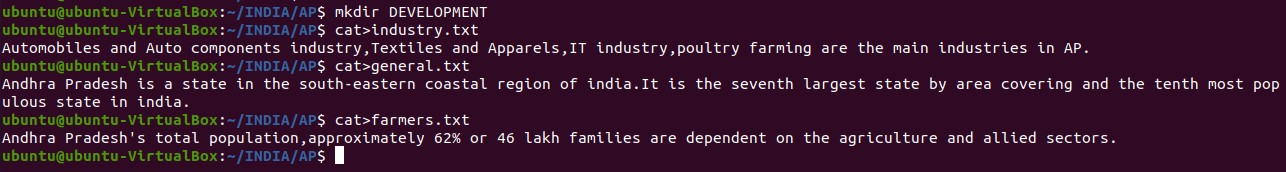 ubuntu@ubuntu-VirtualBox:~/INDIA/AP$ mkdir DEVELOPMENT
ubuntu@ubuntu-VirtualBox:~/INDIA/AP$ cat>industry.txt
Automobiles and Auto components industry,Textiles and Apparels,IT industry,poultry farming are the main industries in AP.
ubuntu@ubuntu-VirtualBox:~/INDIA/AP$ cat>general.txt
Andhra Pradesh is a state in the south-eastern coastal region of india.It is the seventh largest state by area covering and the tenth most pop
ulous state in india.
ubuntu@ubuntu-VirtualBox:~/INDIA/AP$ cat>farmers.txt
Andhra Pradesh's total population,approximately 62% or 46 lakh families are dependent on the agriculture and allied sectors.
ubuntu@ubuntu-VirtualBox:~/INDIA/AP$